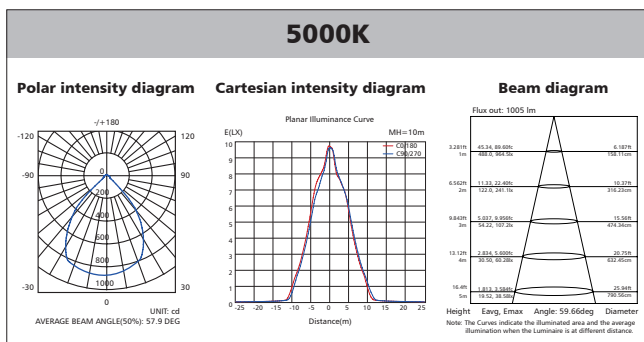 5000K
Polar intensity diagram
Cartesian intensity diagram
Beam diagram
-/+180
-120
120
-90
90
-30
30
0
0
200
400
600
800
1000
UNIT: cd
AVERAGE BEAM ANGLE(50%): 57.9 DEG
Planar Illuminance Curve
E(LX)
MH=10m
C0/180
C90/270
10
9
8
7
6
5
4
3
2
1
0
-25 -20 -15 -10 -5 0 5 10 15 20 25
Distance(m)
Flux out: 1005 lm
3.281ft 45.34, 89.60fc 6.187ft
1m 488.0, 964.5lx 158.11cm
6.562ft 11.33, 22.40fc 10.37ft
2m 122.0, 241.1lx 316.23cm
9.843ft 5.037, 9.956fc 15.56ft
3m 54.22, 107.2lx 474.34cm
13.12ft 2.834, 5.600fc 20.75ft
4m 30.50, 60.28lx 632.45cm
16.4ft 1.813, 3.584fc 25.94ft
5m 19.52, 38.58lx 790.56cm
Height Eavg, Emax Angle: 59.66deg Diameter
Note: The Curves indicate the illuminated area and the average
illumination when the Luminaire is at different distance.